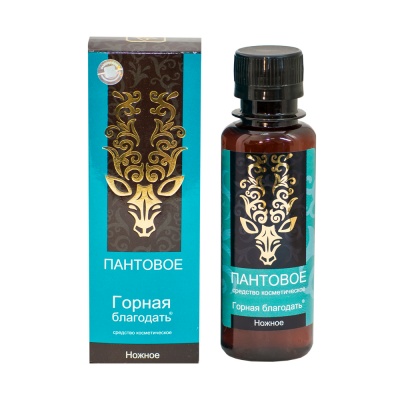 ПАНТОВОЕ
Горная
благодать®
средство косметическое
Ножное
ПАНТОВОЕ
средство косметическое
Горная благодать®
Ножное